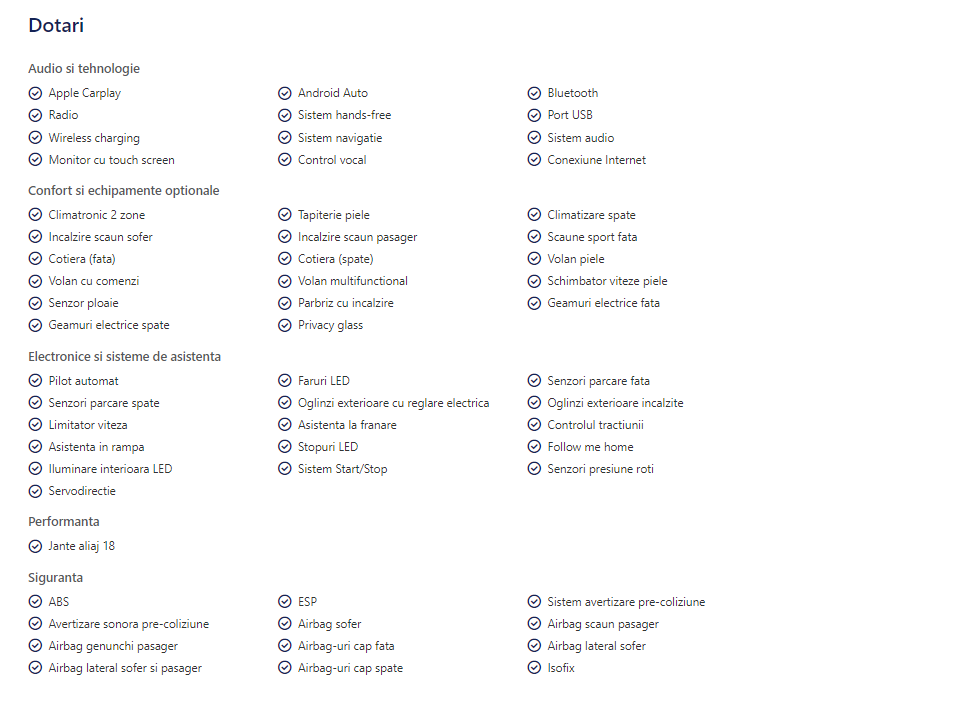 Dotari
Audio si tehnologie
Apple Carplay
Android Auto
Bluetooth
Radio
Sistem hands-free
Port USB
Wireless charging
Sistem navigatie
Sistem audio
Monitor cu touch screen
Control vocal
Conexiune Internet
Confort si echipamente optionale
Climatronic 2 zone
Tapiterie piele
Climatizare spate
Incalzire scaun sofer
Incalzire scaun pasager
Scaune sport fata
Cotiera (fata)
Cotiera (spate)
Volan piele
Volan cu comenzi
Volan multifunctional
Schimbator viteze piele
Senzor ploaie
Parbriz cu incalzire
Geamuri electrice fata
Geamuri electrice spate
Privacy glass
Electronice si sisteme de asistenta
Pilot automat
Faruri LED
Senzori parcare fata
Senzori parcare spate
Oglinzi exterioare cu reglare electrica
Oglinzi exterioare incalzite
Limitator viteza
Asistenta la franare
Controlul tractiunii
Asistenta in rampa
Stopuri LED
Follow me home
Iluminare interioara LED
Sistem Start/Stop
Senzori presiune roti
Servodirectie
Performanta
Jante aliaj 18
Siguranta
ABS
ESP
Sistem avertizare pre-coliziune
Avertizare sonora pre-coliziune
Airbag sofer
Airbag scaun pasager
Airbag genunchi pasager
Airbag-uri cap fata
Airbag lateral sofer
Airbag lateral sofer si pasager
Airbag-uri cap spate
Isofix